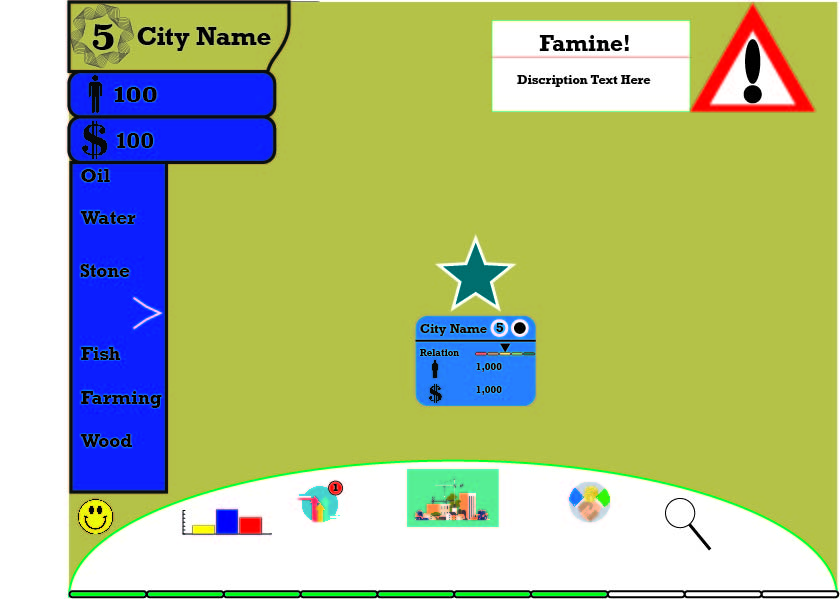 5 City Name
100
$ 100
Oil
Water
Stone
Fish
Farming
Wood
Famine!
Discription Text Here
!
City Name 5
Relation
1,000
$ 1,000
1